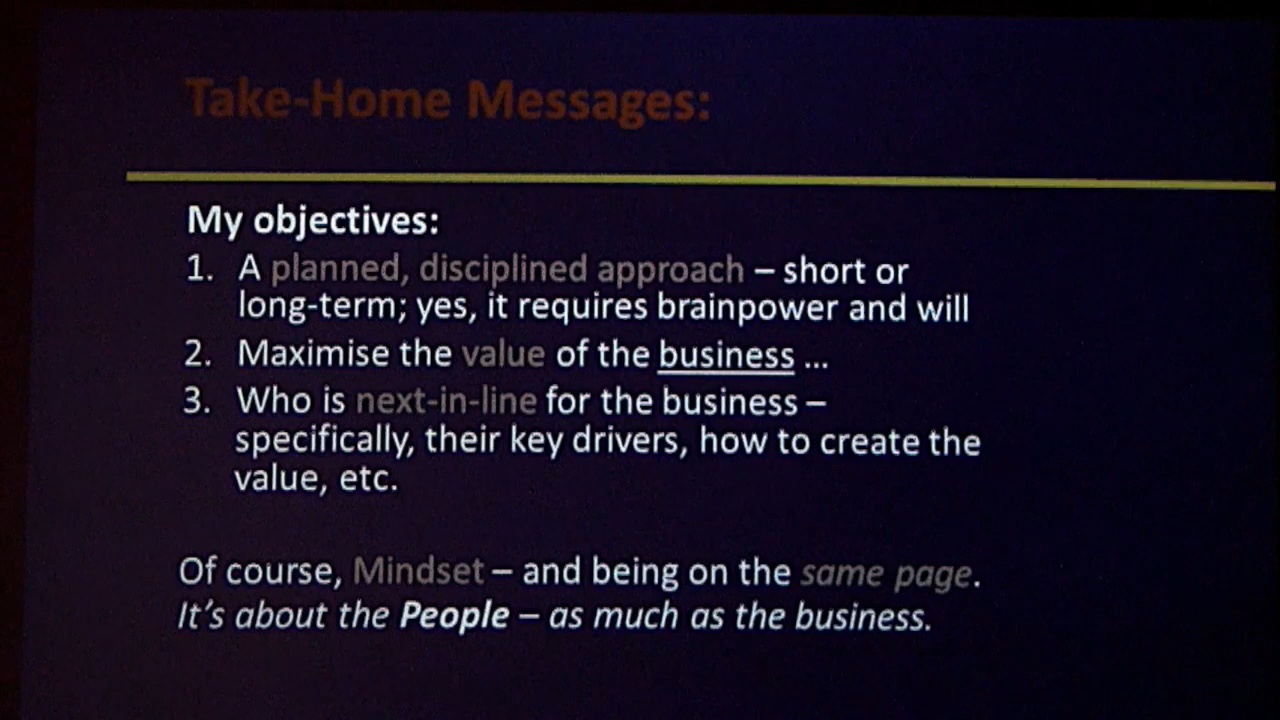 Take-Home Messages:
My objectives:
1. A planned, disciplined approach – short or
long-term; yes, it requires brainpower and will
2. Maximise the value of the business ...
3. Who is next-in-line for the business –
specifically, their key drivers, how to create the
value, etc.
Of course, Mindset – and being on the same page.
It's about the People – as much as the business.